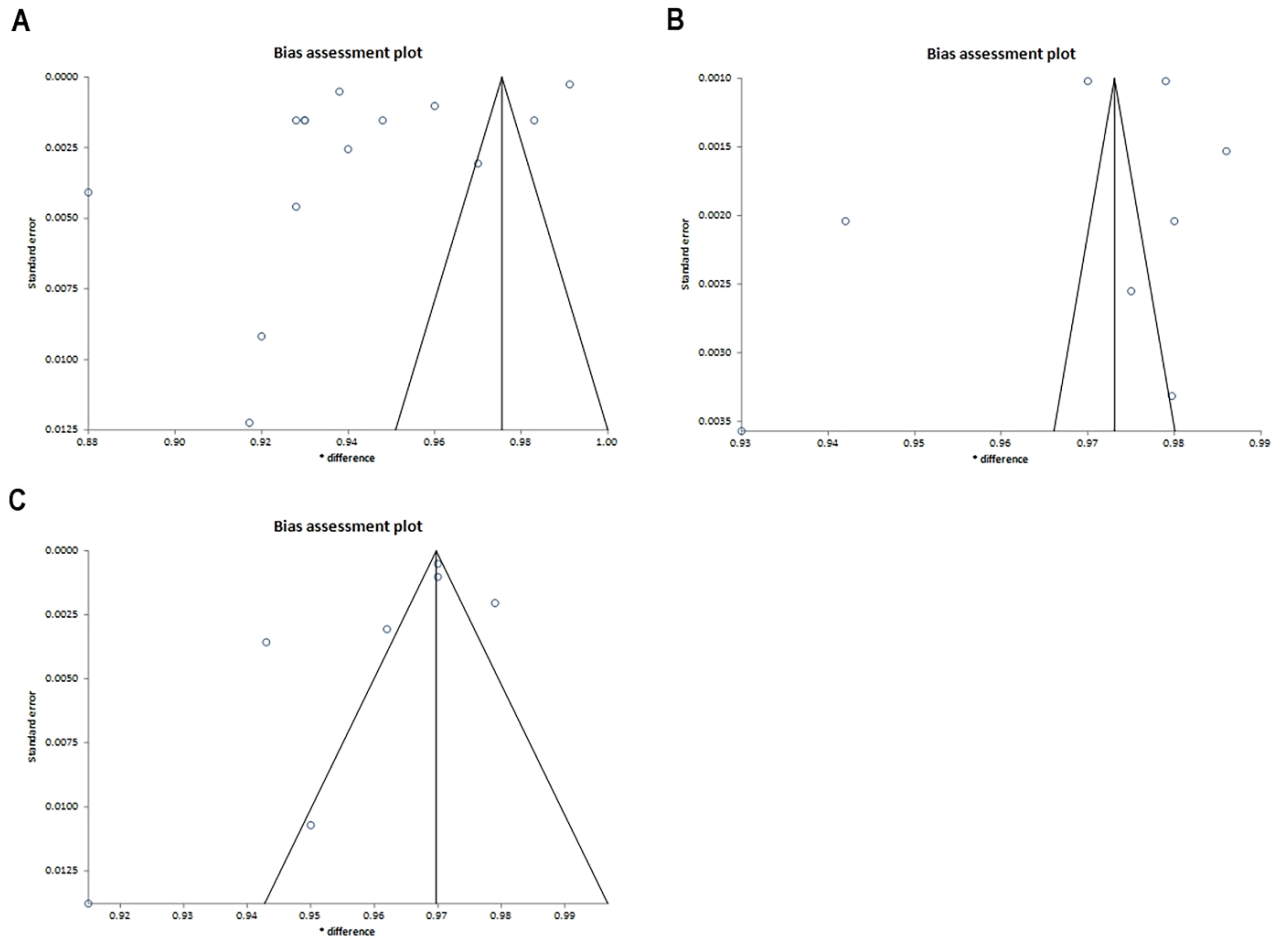 A
Bias assessment plot
0.0000
0.0025
0.0050
0.0075
0.0100
0.0125
Standard error
0.88 0.90 0.92 0.94 0.96 0.98 1.00
* difference
B
Bias assessment plot
0.0010
0.0015
0.0020
0.0025
0.0030
0.0035
Standard error
0.93 0.94 0.95 0.96 0.97 0.98 0.99
* difference
C
Bias assessment plot
0.0000
0.0025
0.0050
0.0075
0.0100
0.0125
Standard error
0.92 0.93 0.94 0.95 0.96 0.97 0.98 0.99
* difference